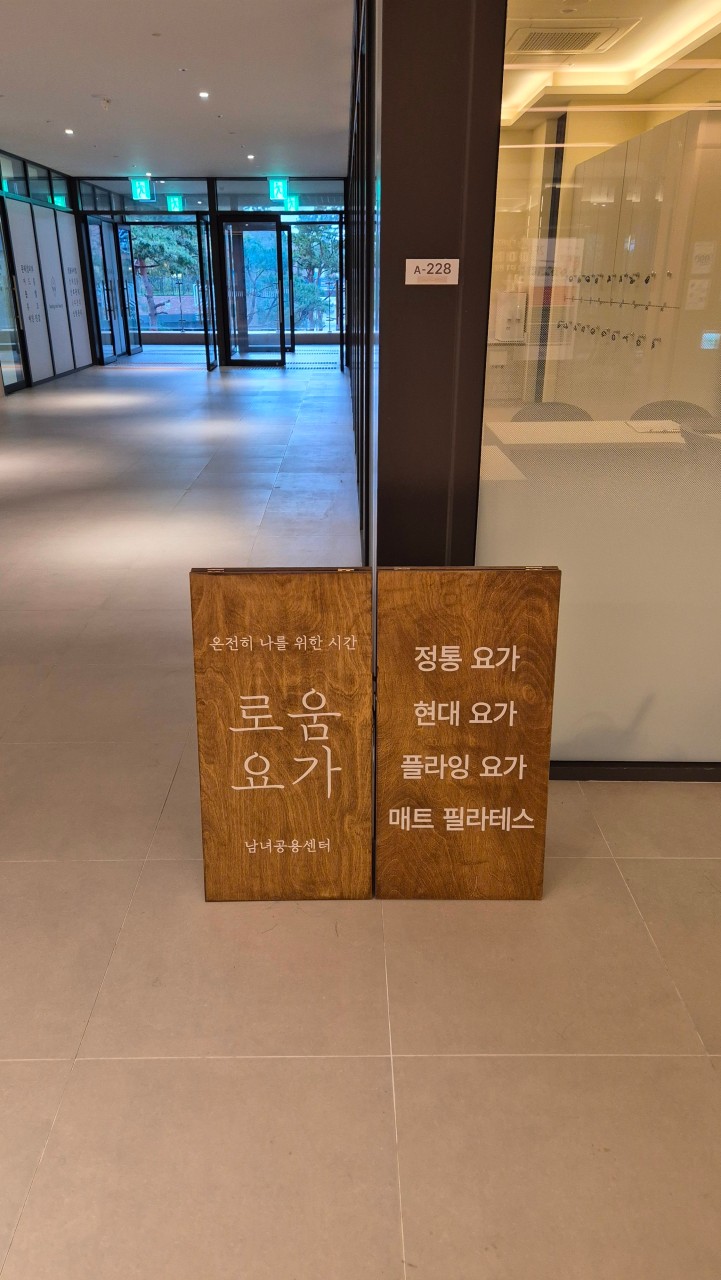 A-228
온전히 나를 위한 시간
로움
요가
남녀공용센터
정통 요가
현대 요가
플라잉 요가
매트 필라테스